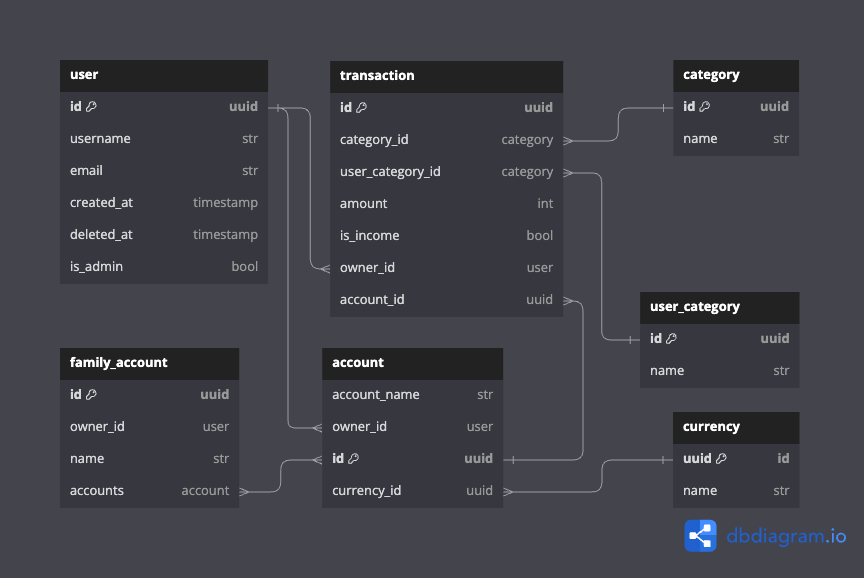 user
id uuid
username str
email str
created_at timestamp
deleted_at timestamp
is_admin bool
transaction
id uuid
category_id category
user_category_id category
amount int
is_income bool
owner_id user
account_id uuid
category
id uuid
name str
user_category
id uuid
name str
family_account
id uuid
owner_id user
name str
accounts account
account
account_name str
owner_id user
id uuid
currency_id uuid
currency
uuid id
name str
dbdiagram.io